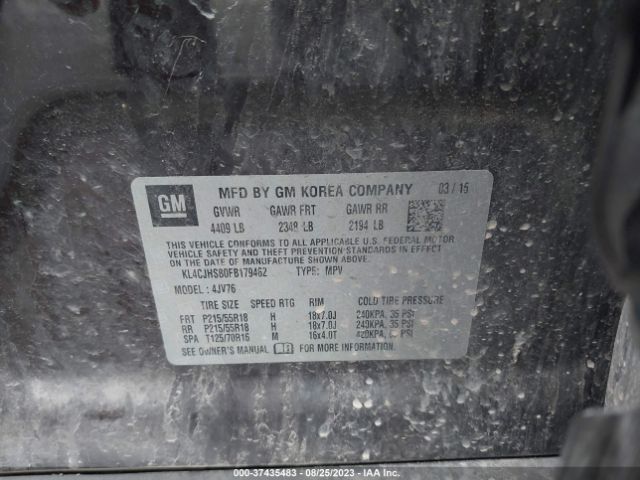 GM
MFD BY GM KOREA COMPANY 03/15
GVWR GAWR FRT GAWR RR
4409 LB 2348 LB 2194 LB
THIS VEHICLE CONFORMS TO ALL APPLICABLE U.S. FEDERAL MOTOR
VEHICLE SAFETY AND THEFT PREVENTION STANDARDS IN EFFECT
ON THE DATE OF MANUFACTURE SHOWN ABOVE.
KL4CJHSB0FB179462 TYPE: MPV
MODEL: 4JV76
TIRE SIZE SPEED RTG RIM COLD TIRE PRESSURE
FRT P215/55R18 H 18x7.0J 240KPA, 35 PSI
RR P215/55R18 H 18x7.0J 240KPA, 35 PSI
SPA T125/70R16 M 16x4.0T 420KPA, PSI
SEE OWNER'S MANUAL FOR MORE INFORMATION.
000-37435483 - 08/25/2023 - IAA Inc.